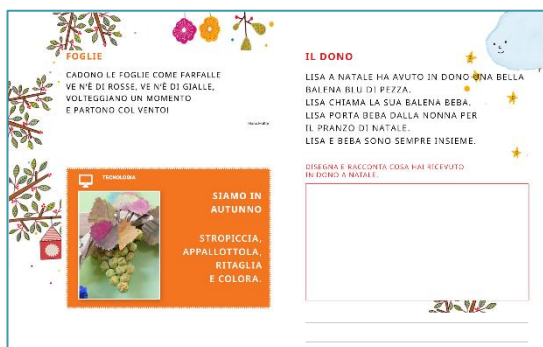 FOGLIE
CADONO LE FOGLIE COME FARFALLE
VE N'È DI ROSSE, VE N'È DI GIALLE,
VOLTEGGIANO UN MOMENTO
E PARTONO COL VENTO!
TECNOLOGIA
SIAMO IN
AUTUNNO
STROPICCIA,
APPALLOTTOLA,
RITAGLIA
E COLORA.
IL DONO
LISA A NATALE HA AVUTO IN DONO UNA BELLA
BALENA BLU DI PEZZA.
LISA CHIAMA LA SUA BALENA BEBA.
LISA PORTA BEBA DALLA NONNA PER
IL PRANZO DI NATALE.
LISA E BEBA SONO SEMPRE INSIEME.
DISEGNA E RACCONTA COSA HAI RICEVUTO
IN DONO A NATALE.